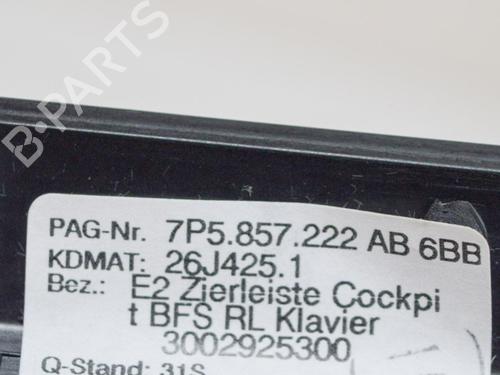 B-PARTS
PAG-Nr. 7P5.857.222 AB 6BB
KDMAT: 26J425.1
Bez.: E2 Zierleiste Cockpi
t BFS RL Klavier
3002925300
Q-Stand: 31S